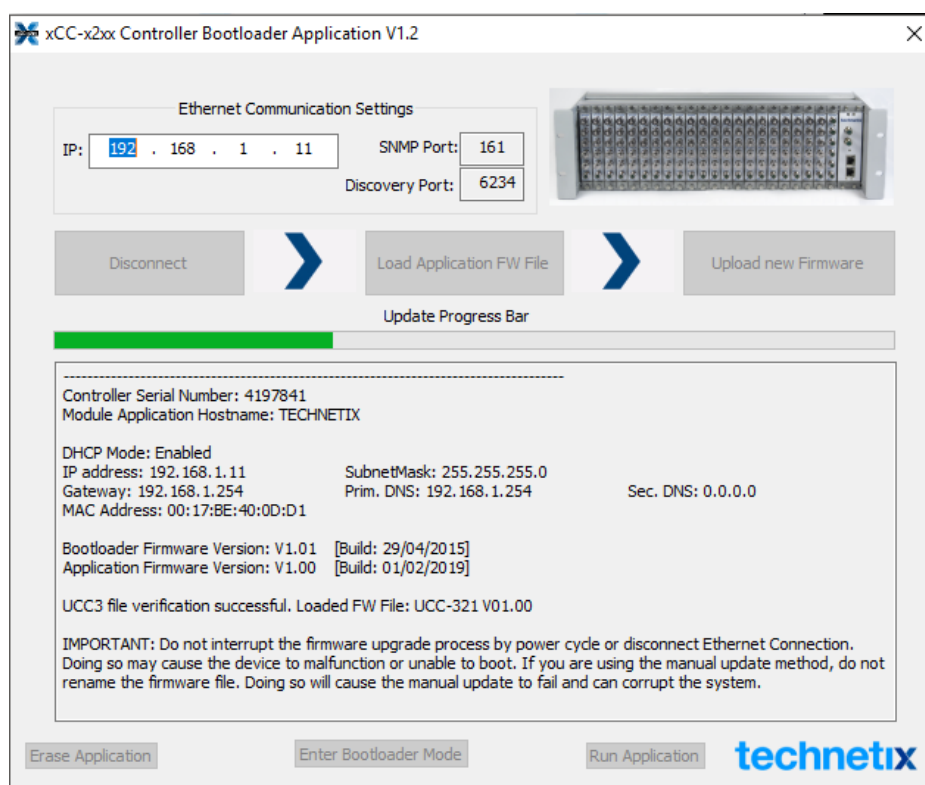 xCC-x2xx Controller Bootloader Application V1.2
Ethernet Communication Settings
IP: 192 . 168 . 1 . 11
SNMP Port: 161
Discovery Port: 6234
Disconnect
Load Application FW File
Upload new Firmware
Update Progress Bar
--------------------------------------------------------------------------------------
Controller Serial Number: 4197841
Module Application Hostname: TECHNETIX
DHCP Mode: Enabled
IP address: 192.168.1.11 SubnetMask: 255.255.255.0
Gateway: 192.168.1.254 Prim. DNS: 192.168.1.254 Sec. DNS: 0.0.0.0
MAC Address: 00:17:BE:40:0D:D1
Bootloader Firmware Version: V1.01 [Build: 29/04/2015]
Application Firmware Version: V1.00 [Build: 01/02/2019]
UCC3 file verification successful. Loaded FW File: UCC-321 V01.00
IMPORTANT: Do not interrupt the firmware upgrade process by power cycle or disconnect Ethernet Connection.
Doing so may cause the device to malfunction or unable to boot. If you are using the manual update method, do not
rename the firmware file. Doing so will cause the manual update to fail and can corrupt the system.
Erase Application
Enter Bootloader Mode
Run Application
technetix